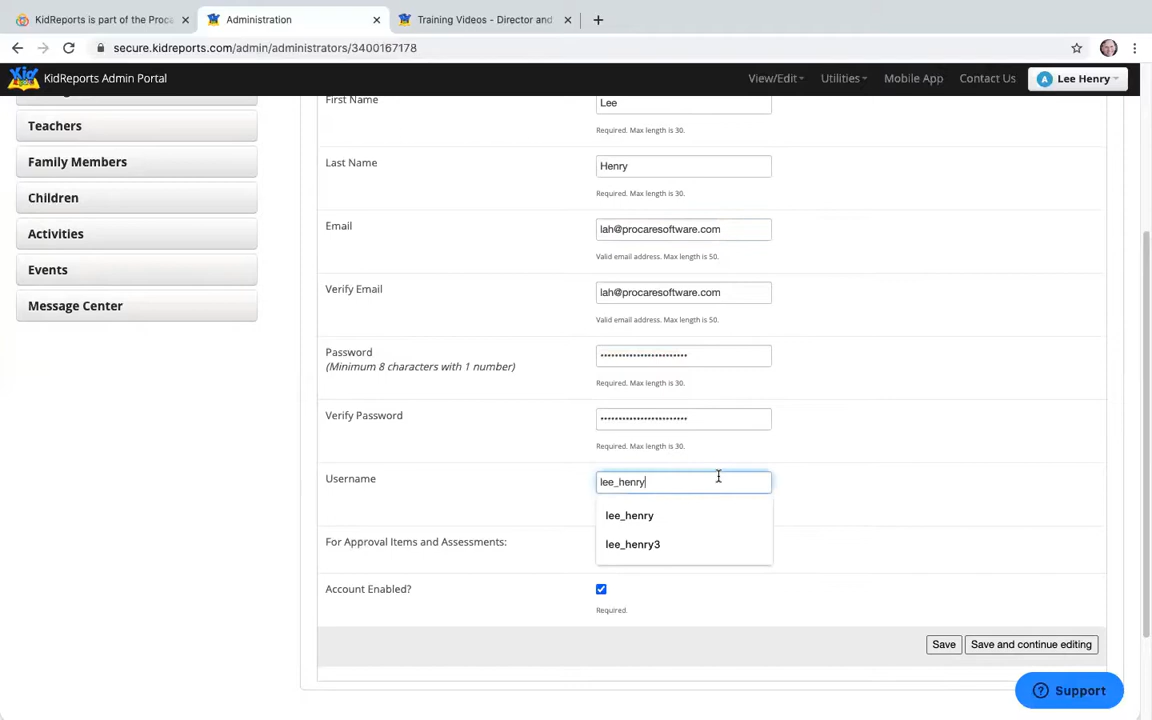 KidReports is part of the Proca
Administration
Training Videos - Director and
secure.kidreports.com/admin/administrators/3400167178
KidReports Admin Portal
View/Edit
Utilities
Mobile App
Contact Us
A Lee Henry
Teachers
Family Members
Children
Activities
Events
Message Center
First Name
Lee
Required. Max length is 30.
Last Name
Henry
Required. Max length is 30.
Email
lah@procaresoftware.com
Valid email address. Max length is 50.
Verify Email
lah@procaresoftware.com
Valid email address. Max length is 50.
Password
(Minimum 8 characters with 1 number)
Required. Max length is 30.
Verify Password
Required. Max length is 30.
Username
lee_henry
lee_henry
lee_henry3
For Approval Items and Assessments:
Account Enabled?
Required.
Save
Save and continue editing
Support